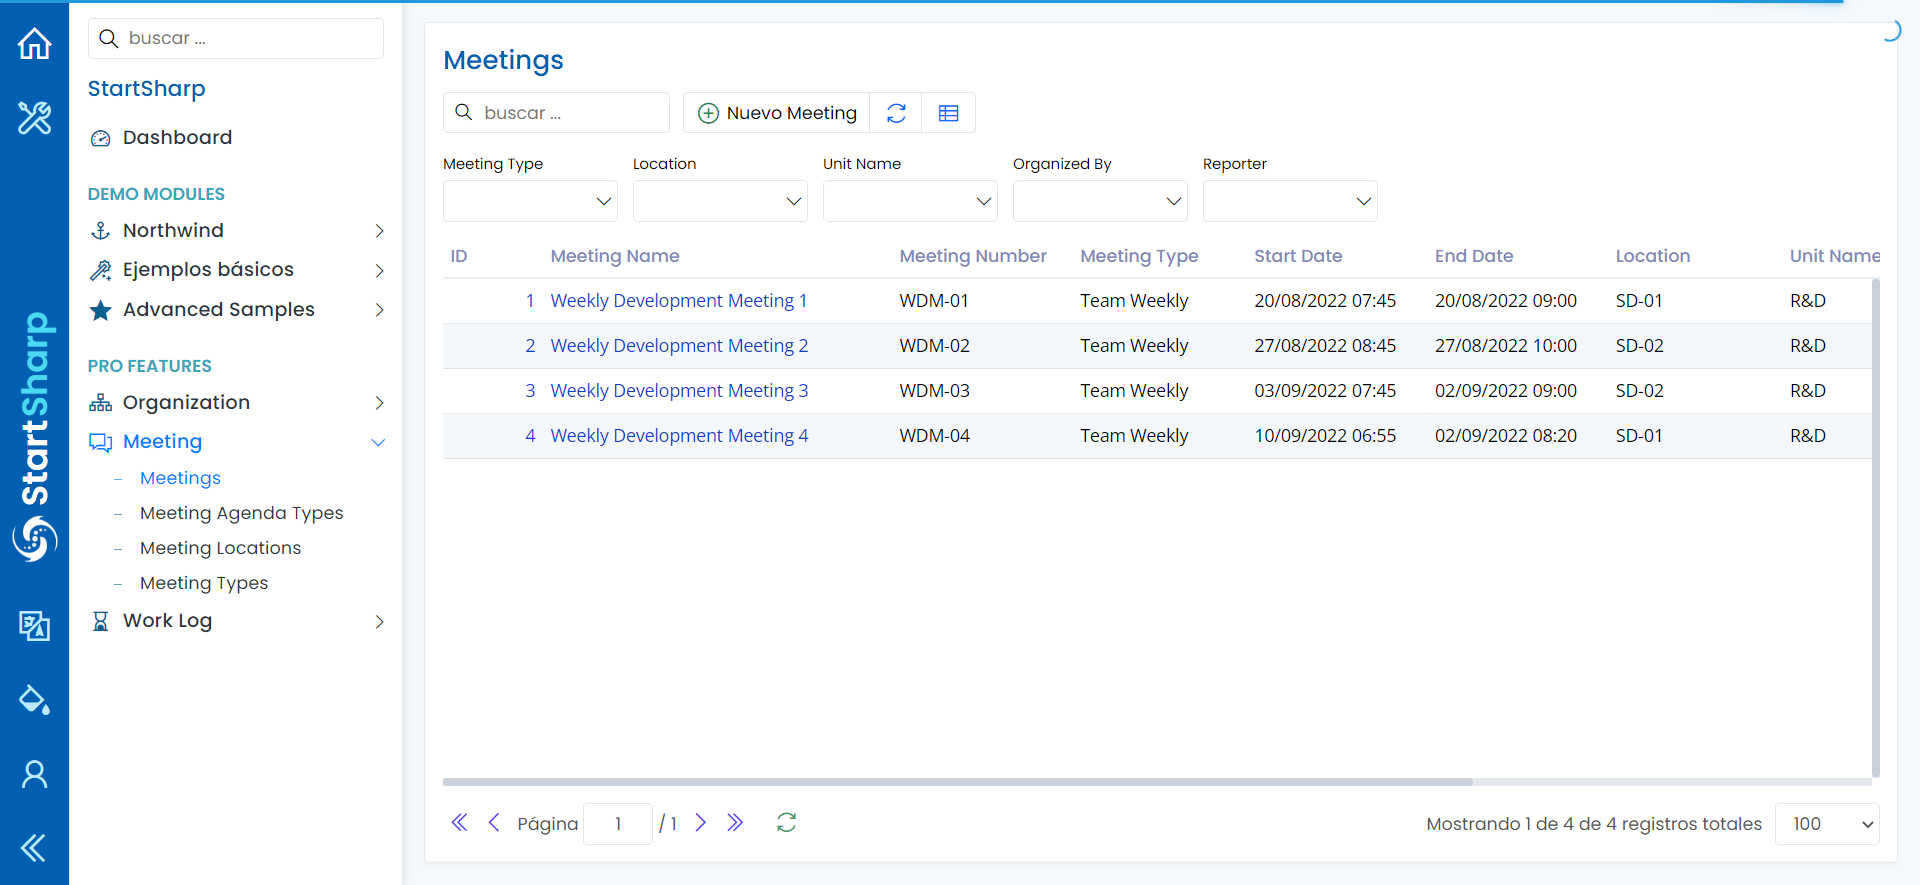 buscar ...
StartSharp
Dashboard
DEMO MODULES
Northwind
Ejemplos básicos
Advanced Samples
PRO FEATURES
Organization
Meeting
Meetings
Meeting Agenda Types
Meeting Locations
Meeting Types
Work Log
StartSharp
Meetings
buscar ...
Nuevo Meeting
Meeting Type Location Unit Name Organized By Reporter
ID Meeting Name Meeting Number Meeting Type Start Date End Date Location Unit Name
1 Weekly Development Meeting 1 WDM-01 Team Weekly 20/08/2022 07:45 20/08/2022 09:00 SD-01 R&D
2 Weekly Development Meeting 2 WDM-02 Team Weekly 27/08/2022 08:45 27/08/2022 10:00 SD-02 R&D
3 Weekly Development Meeting 3 WDM-03 Team Weekly 03/09/2022 07:45 02/09/2022 09:00 SD-02 R&D
4 Weekly Development Meeting 4 WDM-04 Team Weekly 10/09/2022 06:55 02/09/2022 08:20 SD-01 R&D
Página 1 / 1
Mostrando 1 de 4 de 4 registros totales 100